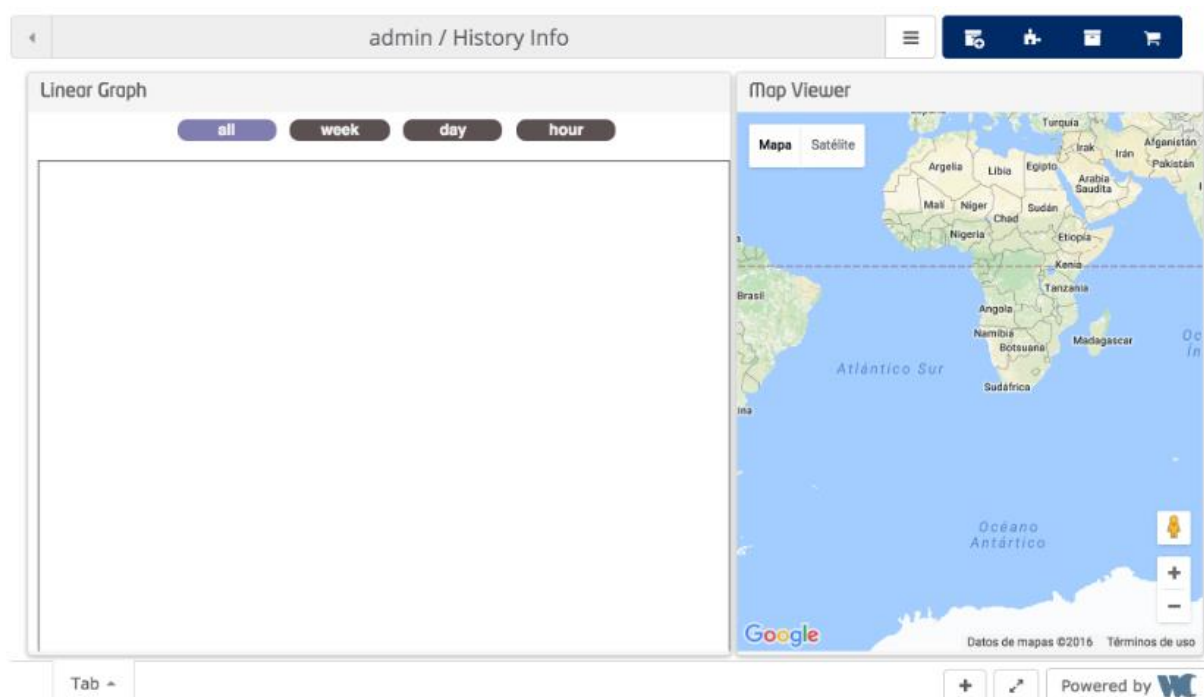 admin / History Info
Linear Graph
all week day hour
Map Viewer
Mapa Satélite
Turquía
Afganistán
Irak
Irán
Pakistán
Argelia
Libia
Egipto
Arabia
Saudita
Malí
Níger
Chad
Sudán
Nigeria
Etiopía
Kenia
Brasil
Tanzania
Angola
Namibia
Botsuana
Madagascar
Atlántico Sur
Sudáfrica
Océano
Antártico
Google
Datos de mapas ©2016 Términos de uso
Tab
Powered by